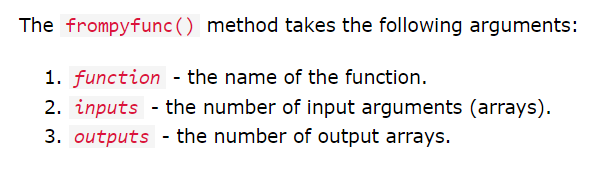 The frompyfunc() method takes the following arguments:
1. function - the name of the function.
2. inputs - the number of input arguments (arrays).
3. outputs - the number of output arrays.